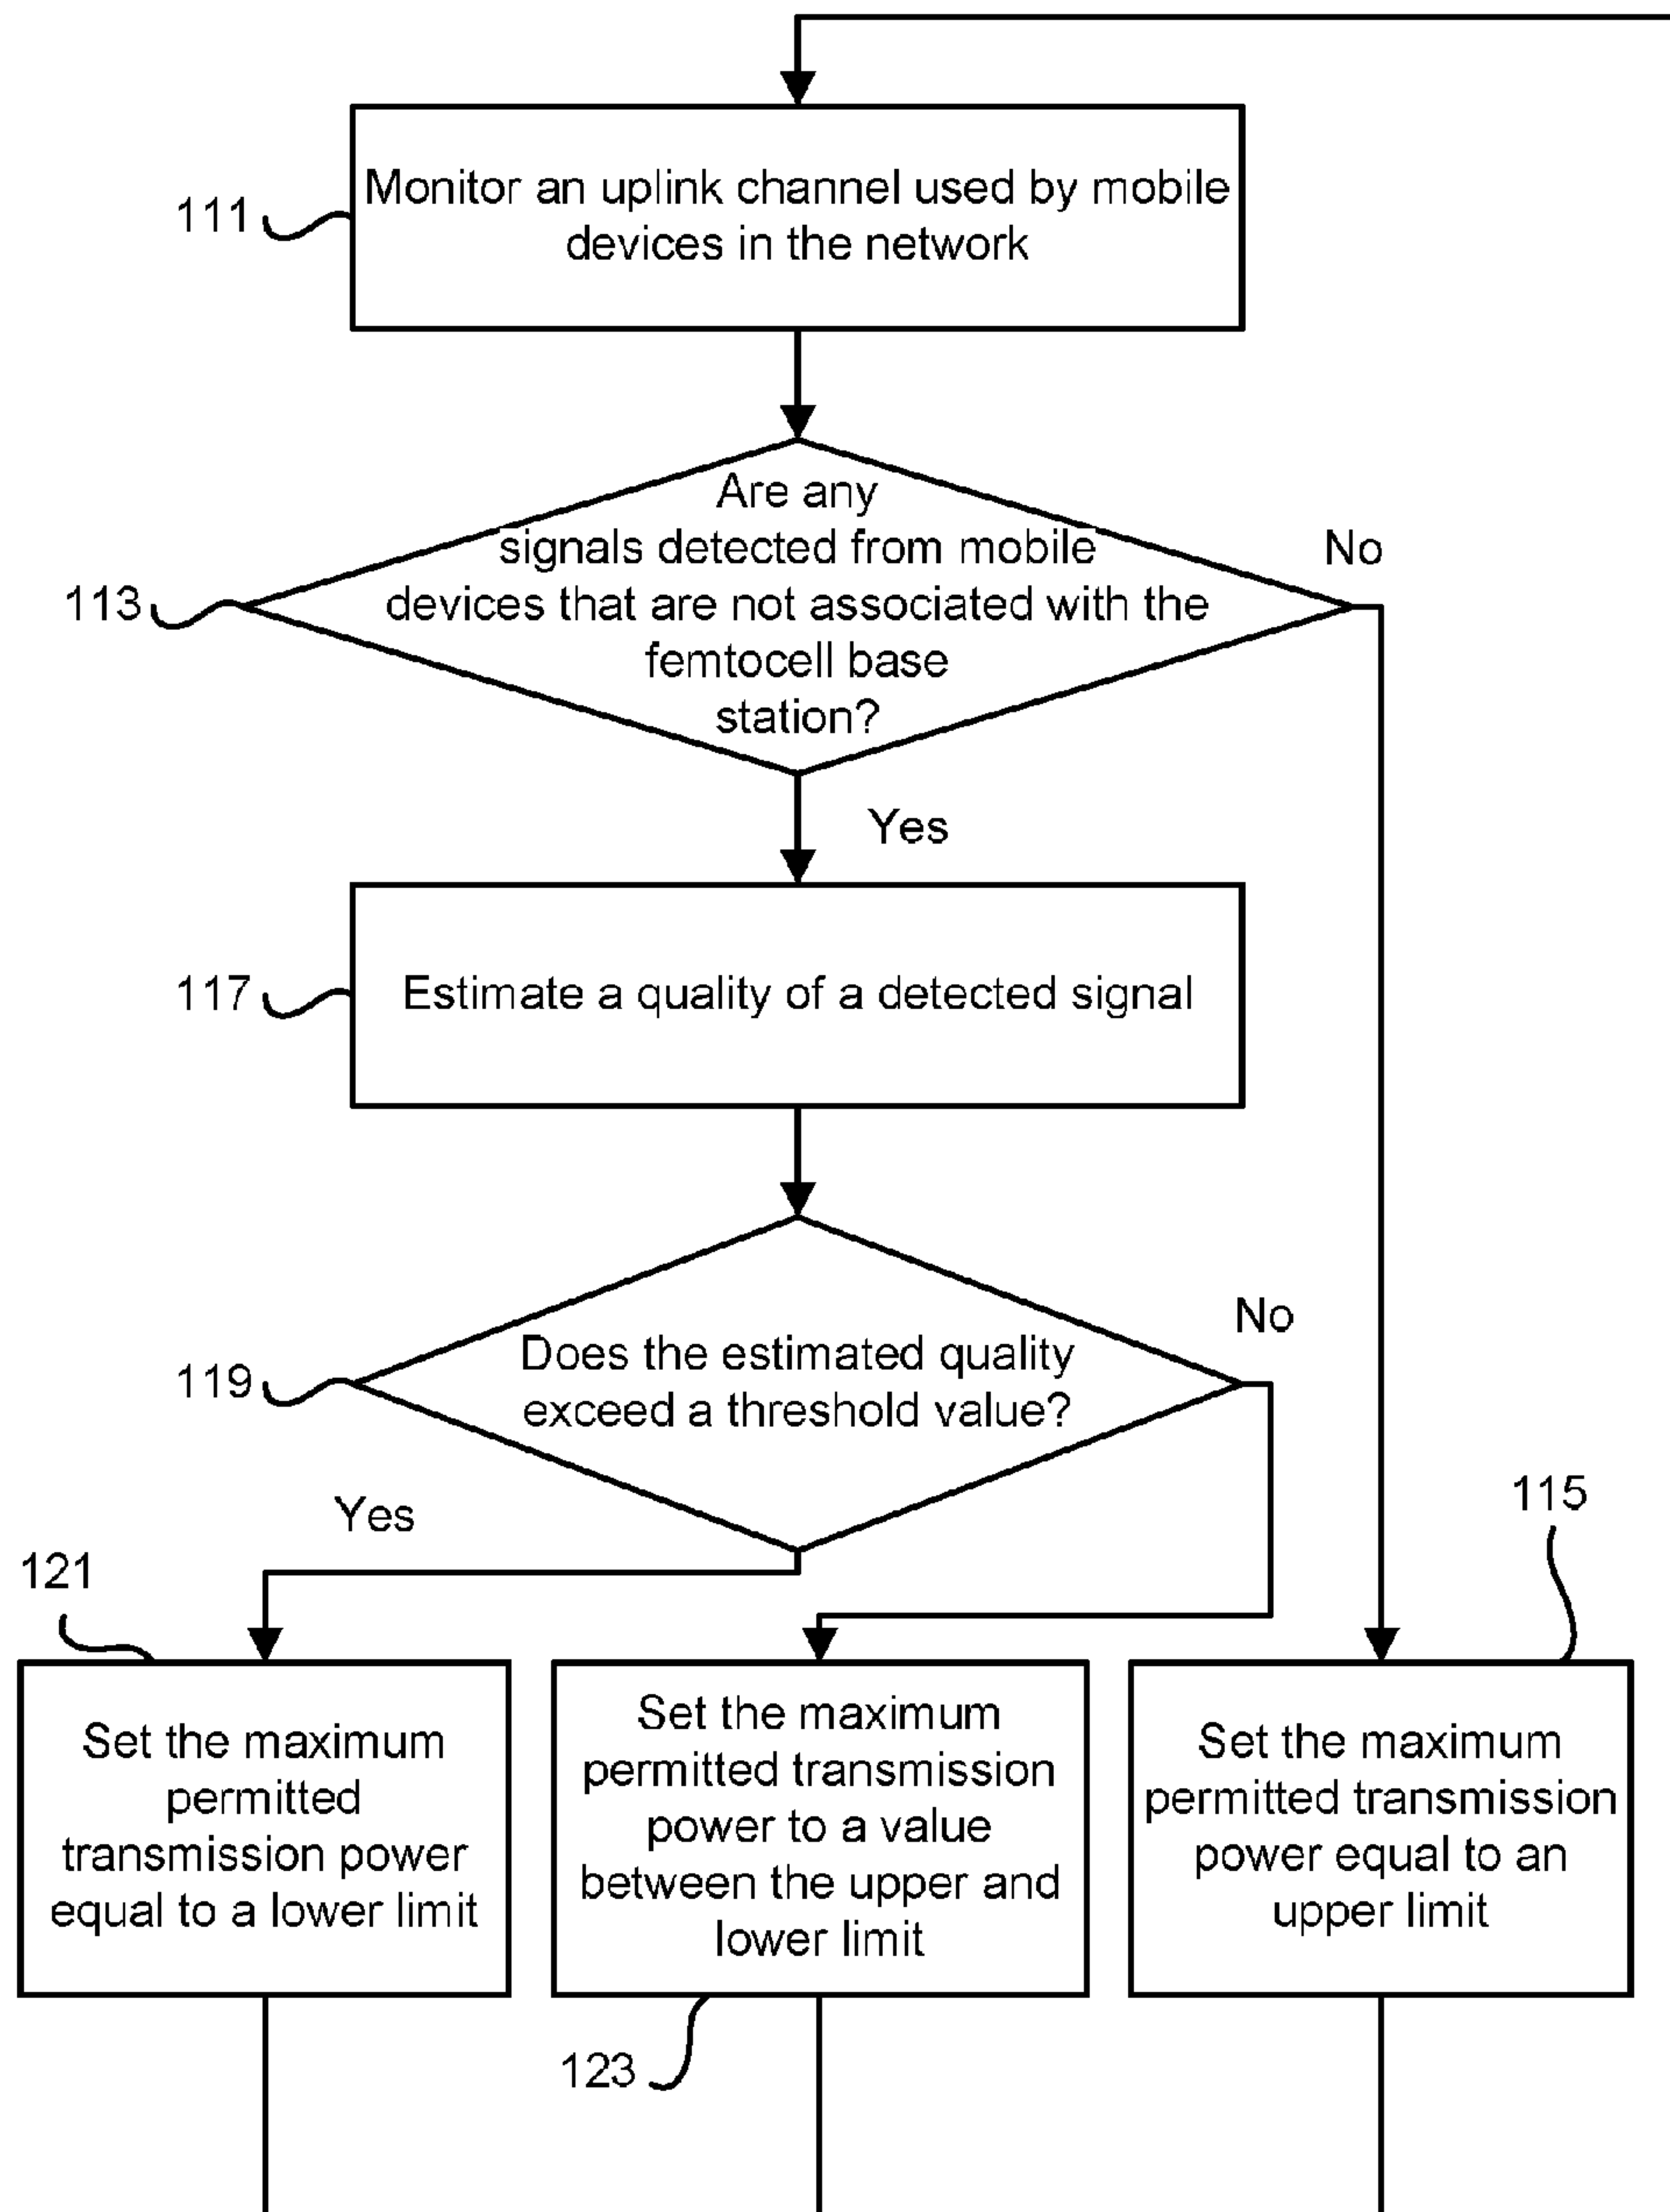 Monitor an uplink channel used by mobile
devices in the network
111
Are any
signals detected from mobile
devices that are not associated with the
femtocell base
station?
No
113
Yes
Estimate a quality of a detected signal
117
Does the estimated quality
exceed a threshold value?
No
119
Yes
115
121
Set the maximum
permitted
transmission power
equal to a lower limit
Set the maximum
permitted transmission
power to a value
between the upper and
lower limit
Set the maximum
permitted transmission
power equal to an
upper limit
123